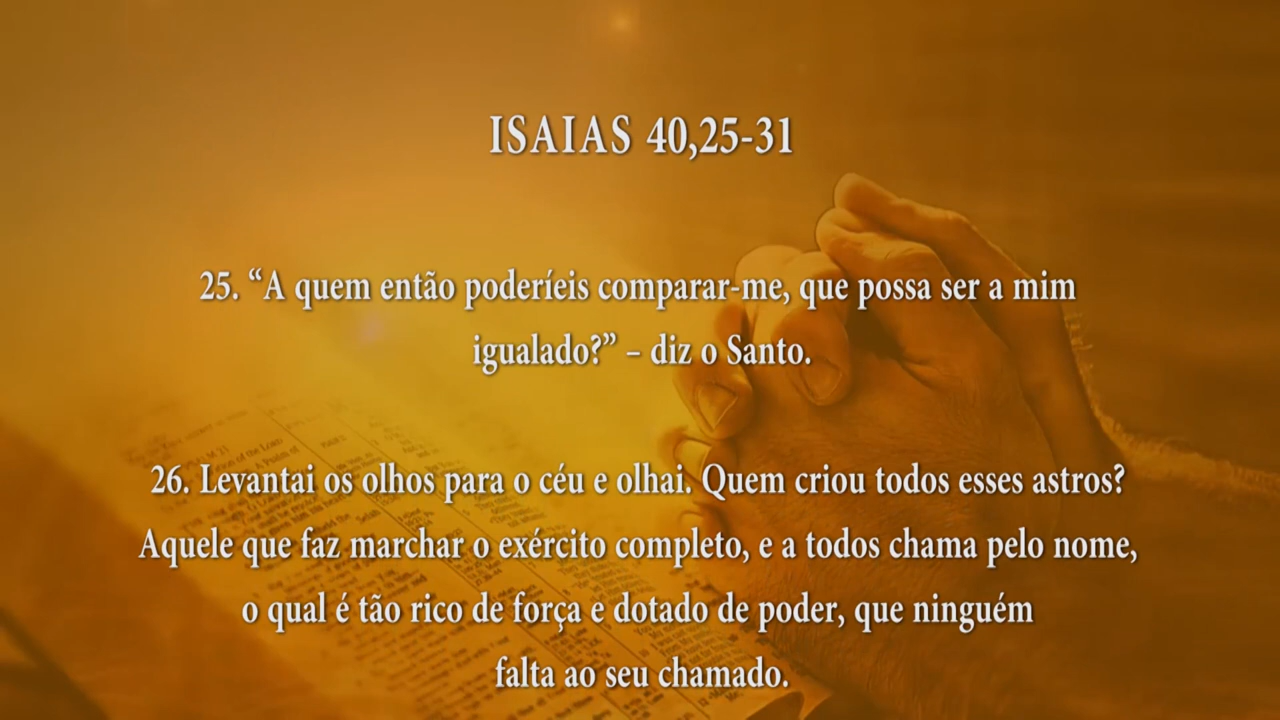 ISAIAS 40,25-31
25. “A quem então poderíeis comparar-me, que possa ser a mim
igualado?” – diz o Santo.
26. Levantai os olhos para o céu e olhai. Quem criou todos esses astros?
Aquele que faz marchar o exército completo, e a todos chama pelo nome,
o qual é tão rico de força e dotado de poder, que ninguém
falta ao seu chamado.